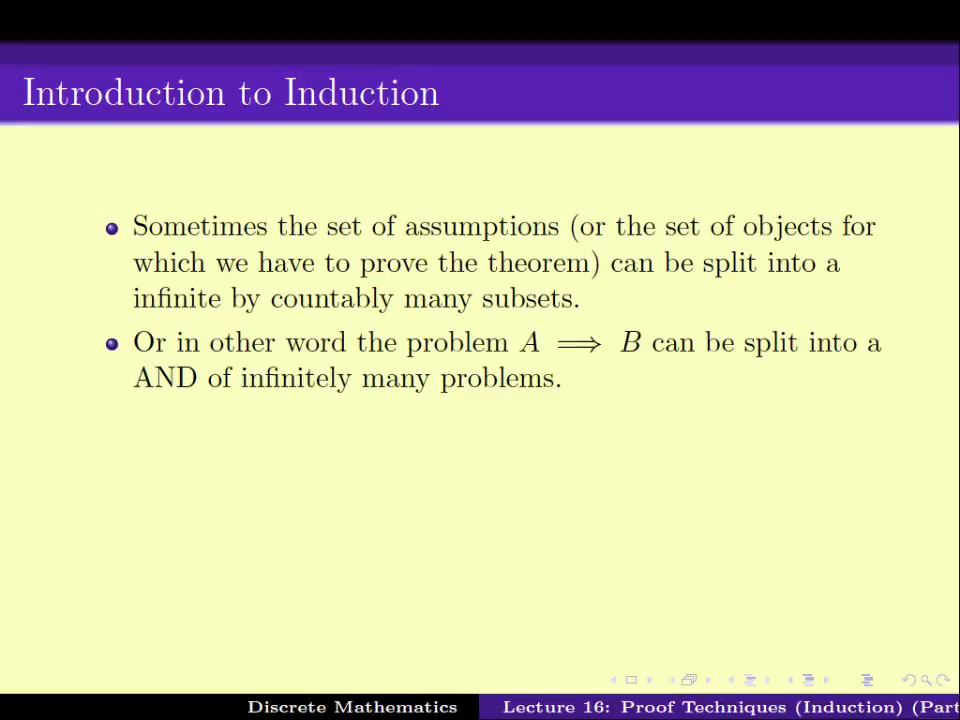 Introduction to Induction
Sometimes the set of assumptions (or the set of objects for
which we have to prove the theorem) can be split into a
infinite by countably many subsets.
Or in other word the problem A ⟹ B can be split into a
AND of infinitely many problems.
Discrete Mathematics
Lecture 16: Proof Techniques (Induction) (Part